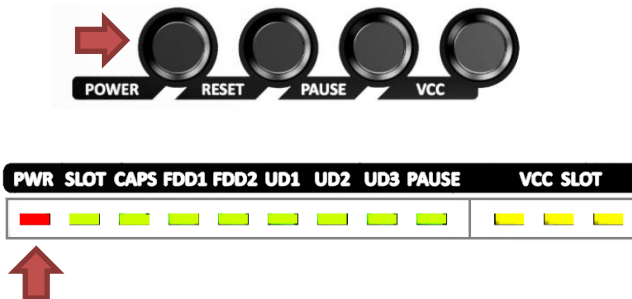 POWER RESET PAUSE VCC
PWR SLOT CAPS FDD1 FDD2 UD1 UD2 UD3 PAUSE VCC SLOT